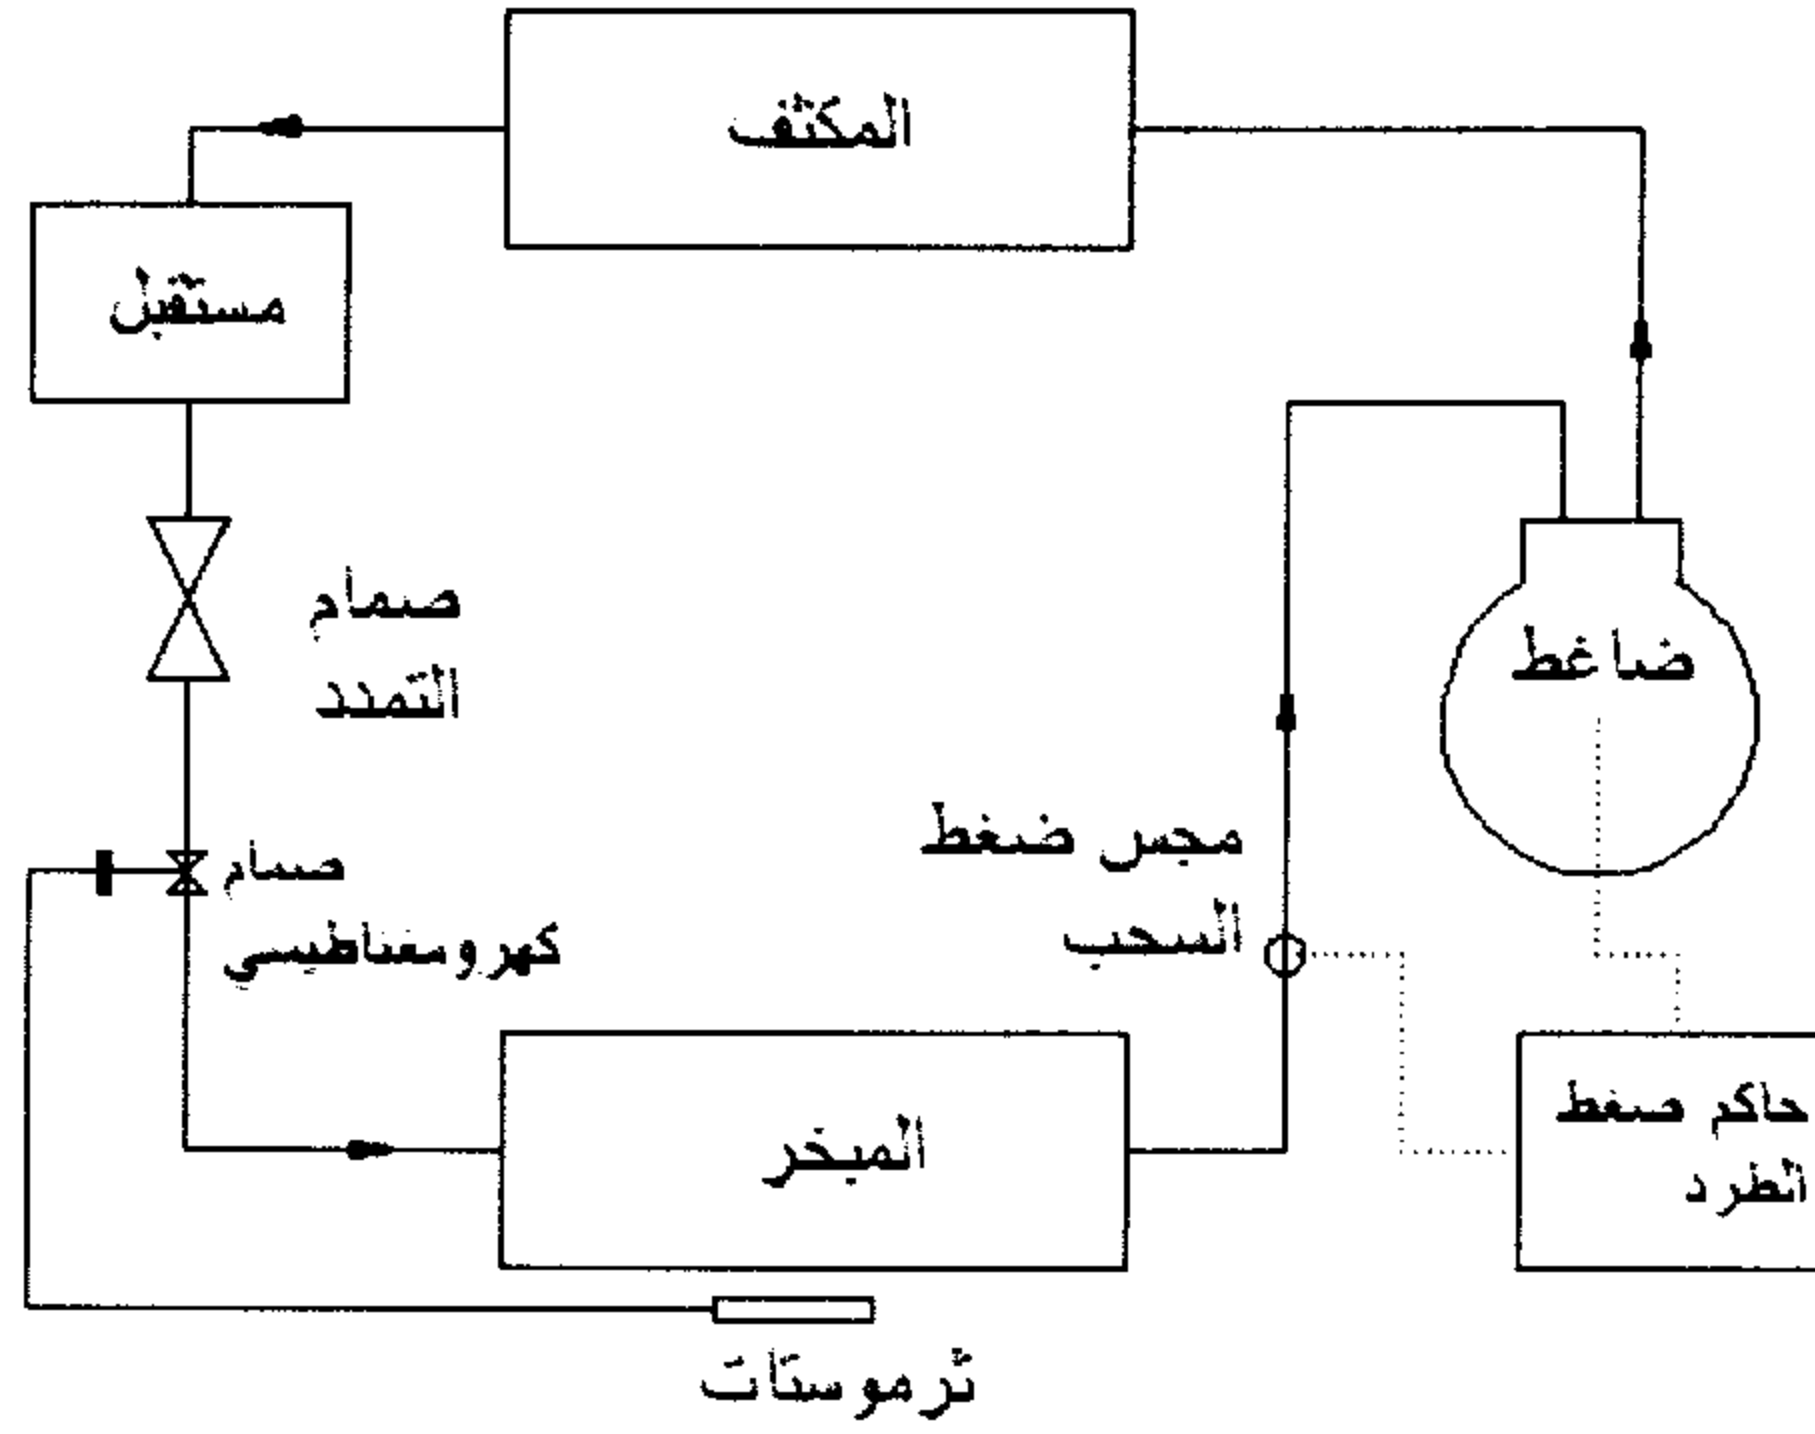 المكثف
مستقبل
صمام
التمدد
ضاغط
مجس ضغط
السحب
صمام
كهرومغناطيسي
حاكم ضغط
الطرد
المبخر
ثرموستات